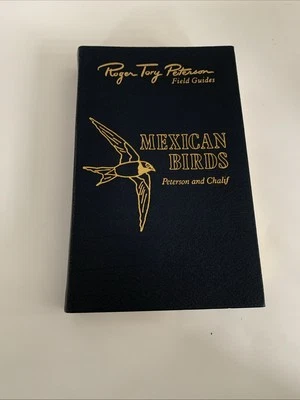 Roger Tory Peterson
Field Guides
MEXICAN
BIRDS
Peterson and Chalif